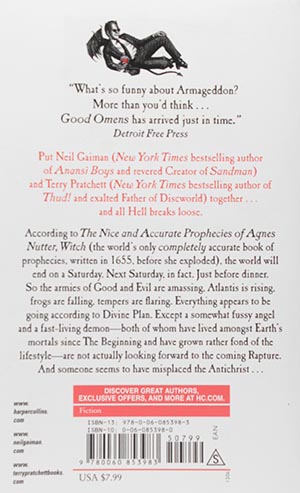 "What's so funny about Armageddon?
More than you'd think . . .
Good Omens has arrived just in time."
Detroit Free Press
Put Neil Gaiman (New York Times bestselling author
of Anansi Boys and revered Creator of Sandman)
and Terry Pratchett (New York Times bestselling author of
Thud! and exalted Father of Discworld) together . . .
and all Hell breaks loose.
According to The Nice and Accurate Prophecies of Agnes
Nutter, Witch (the world's only completely accurate book of
prophecies, written in 1655, before she exploded), the world will
end on a Saturday. Next Saturday, in fact. Just before dinner.
So the armies of Good and Evil are amassing, Atlantis is rising,
frogs are falling, tempers are flaring. Everything appears to be
going according to Divine Plan. Except a somewhat fussy angel
and a fast-living demon—both of whom have lived amongst Earth's
mortals since The Beginning and have grown rather fond of the
lifestyle—are not actually looking forward to the coming Rapture.
And someone seems to have misplaced the Antichrist . . .
DISCOVER GREAT AUTHORS,
EXCLUSIVE OFFERS, AND MORE AT HC.COM.
Fiction
www.
harpercollins.
com
www.
neilgaiman.
com
www.
terrypratchettbooks.
com
ISBN-13: 978-0-06-085398-3
ISBN-10: 0-06-085398-0
50799
EAN
9 780060 853983
S
USA $7.99